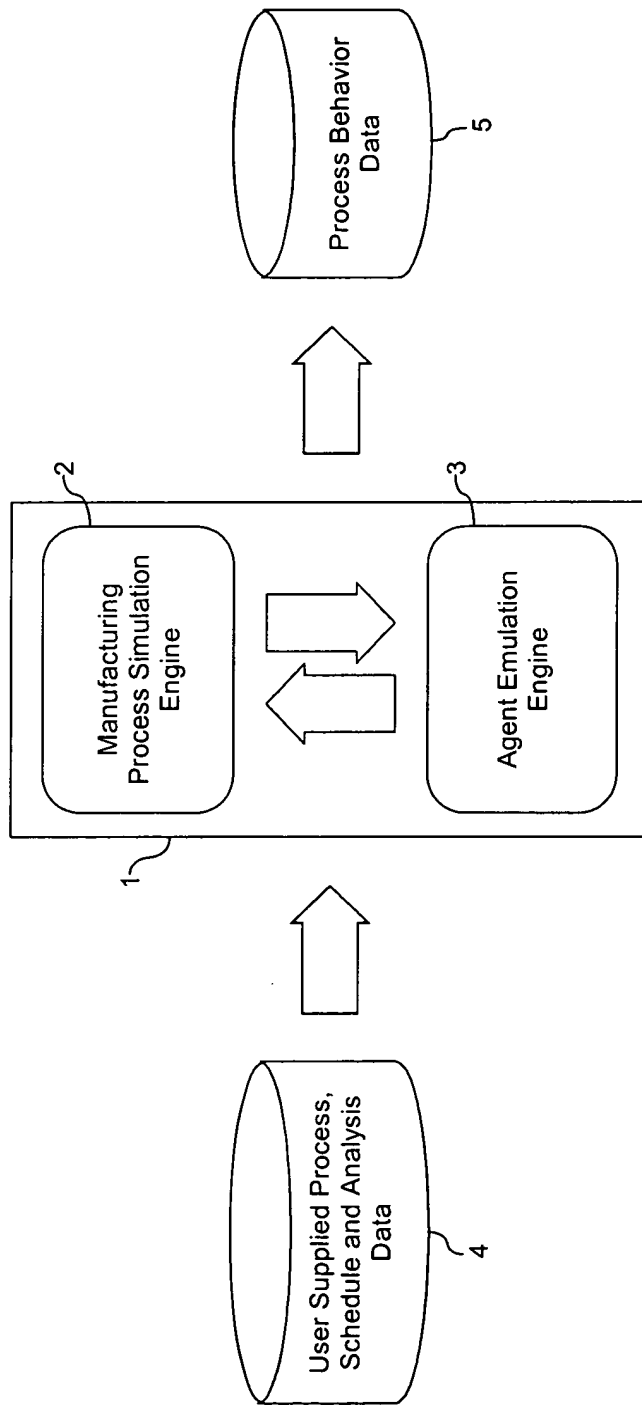 User Supplied Process,
Schedule and Analysis
Data
4
1
Manufacturing
Process Simulation
Engine
2
Agent Emulation
Engine
3
Process Behavior
Data
5